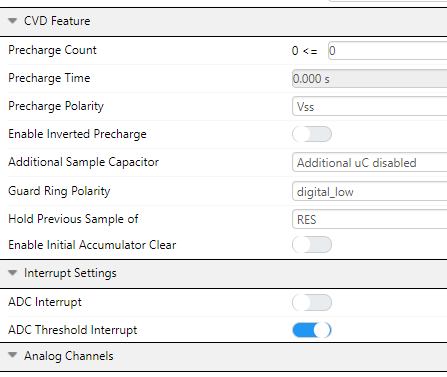 CVD Feature
Precharge Count 0 <= 0
Precharge Time 0.000 s
Precharge Polarity Vss
Enable Inverted Precharge
Additional Sample Capacitor Additional uC disabled
Guard Ring Polarity digital_low
Hold Previous Sample of RES
Enable Initial Accumulator Clear
Interrupt Settings
ADC Interrupt
ADC Threshold Interrupt
Analog Channels